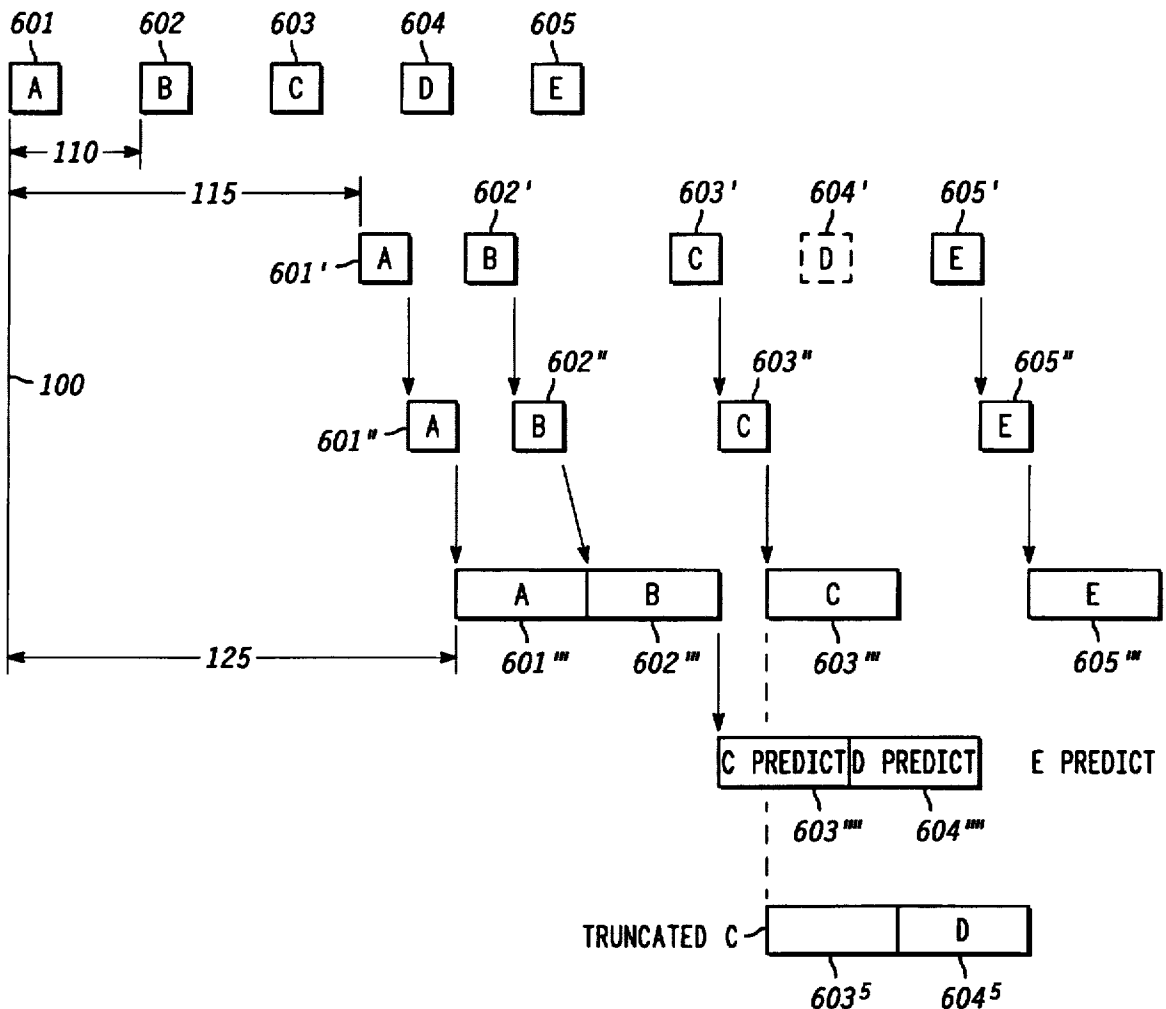 601 602 603 604 605
A B C D E
110
115
602' 603' 604' 605'
A B C D E
601'
602" 603" 605"
100
A B C E
601"
A B C E
601''' 602''' 603''' 605'''
125
C PREDICT D PREDICT E PREDICT
603'''' 604''''
TRUNCATED C D
603⁵ 604⁵